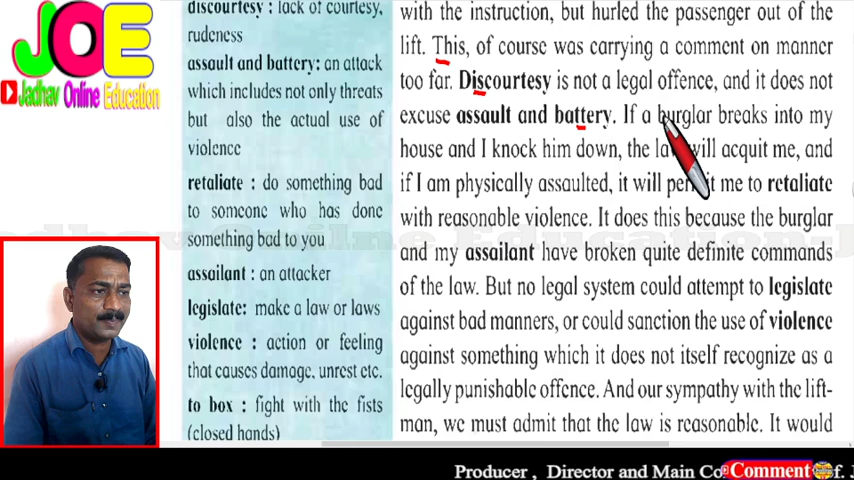 JOE
Jadhav Online Education
discourtesy : lack of courtesy,
rudeness
assault and battery: an attack
which includes not only threats
but also the actual use of
violence
retaliate : do something bad
to someone who has done
something bad to you
assailant : an attacker
legislate: make a law or laws
violence : action or feeling
that causes damage, unrest etc.
to box : fight with the fists
(closed hands)
with the instruction, but hurled the passenger out of the
lift. This, of course was carrying a comment on manner
too far. Discourtesy is not a legal offence, and it does not
excuse assault and battery. If a burglar breaks into my
house and I knock him down, the law will acquit me, and
if I am physically assaulted, it will permit me to retaliate
with reasonable violence. It does this because the burglar
and my assailant have broken quite definite commands
of the law. But no legal system could attempt to legislate
against bad manners, or could sanction the use of violence
against something which it does not itself recognize as a
legally punishable offence. And our sympathy with the lift-
man, we must admit that the law is reasonable. It would
Producer , Director and Main Co
Comment
f. J